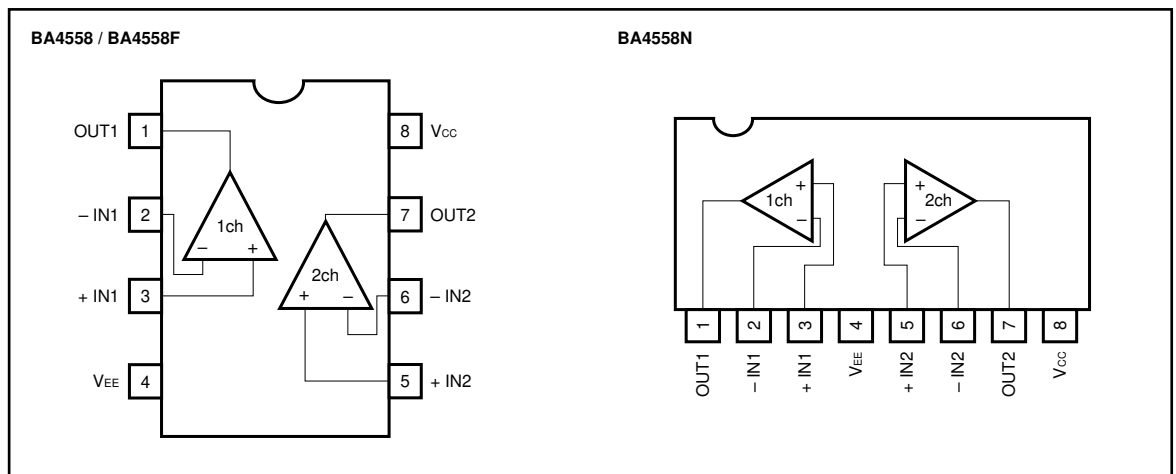 BA4558 / BA4558F
OUT1 1
8 VCC
– IN1 2
7 OUT2
1ch
– +
+ IN1 3
2ch
+ –
6 – IN2
VEE 4
5 + IN2
BA4558N
1ch
+
–
2ch
+
–
1 2 3 4 5 6 7 8
OUT1 – IN1 + IN1 VEE + IN2 – IN2 OUT2 VCC